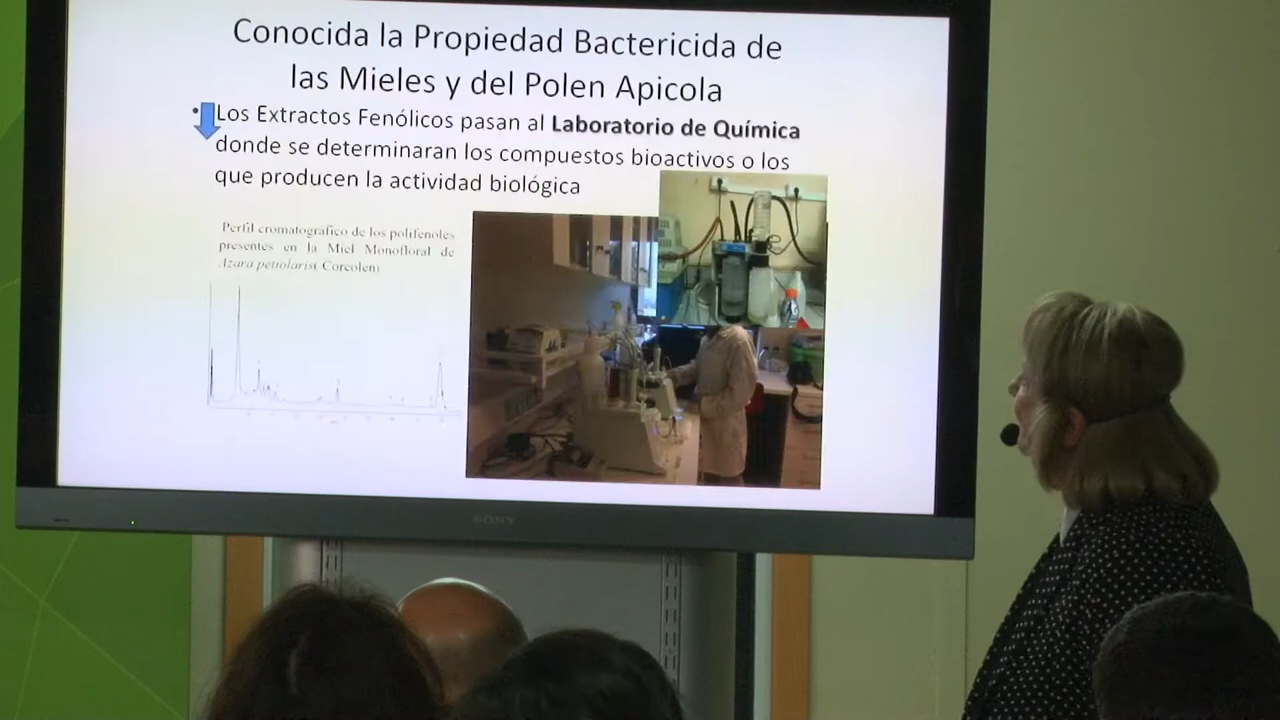 Conocida la Propiedad Bactericida de
las Mieles y del Polen Apicola
• Los Extractos Fenólicos pasan al Laboratorio de Química
donde se determinaran los compuestos bioactivos o los
que producen la actividad biológica
Perfil cromatográfico de los polifenoles
presentes en la Miel Monofloral de
Azara petiolaris( Corcolen)
SONY